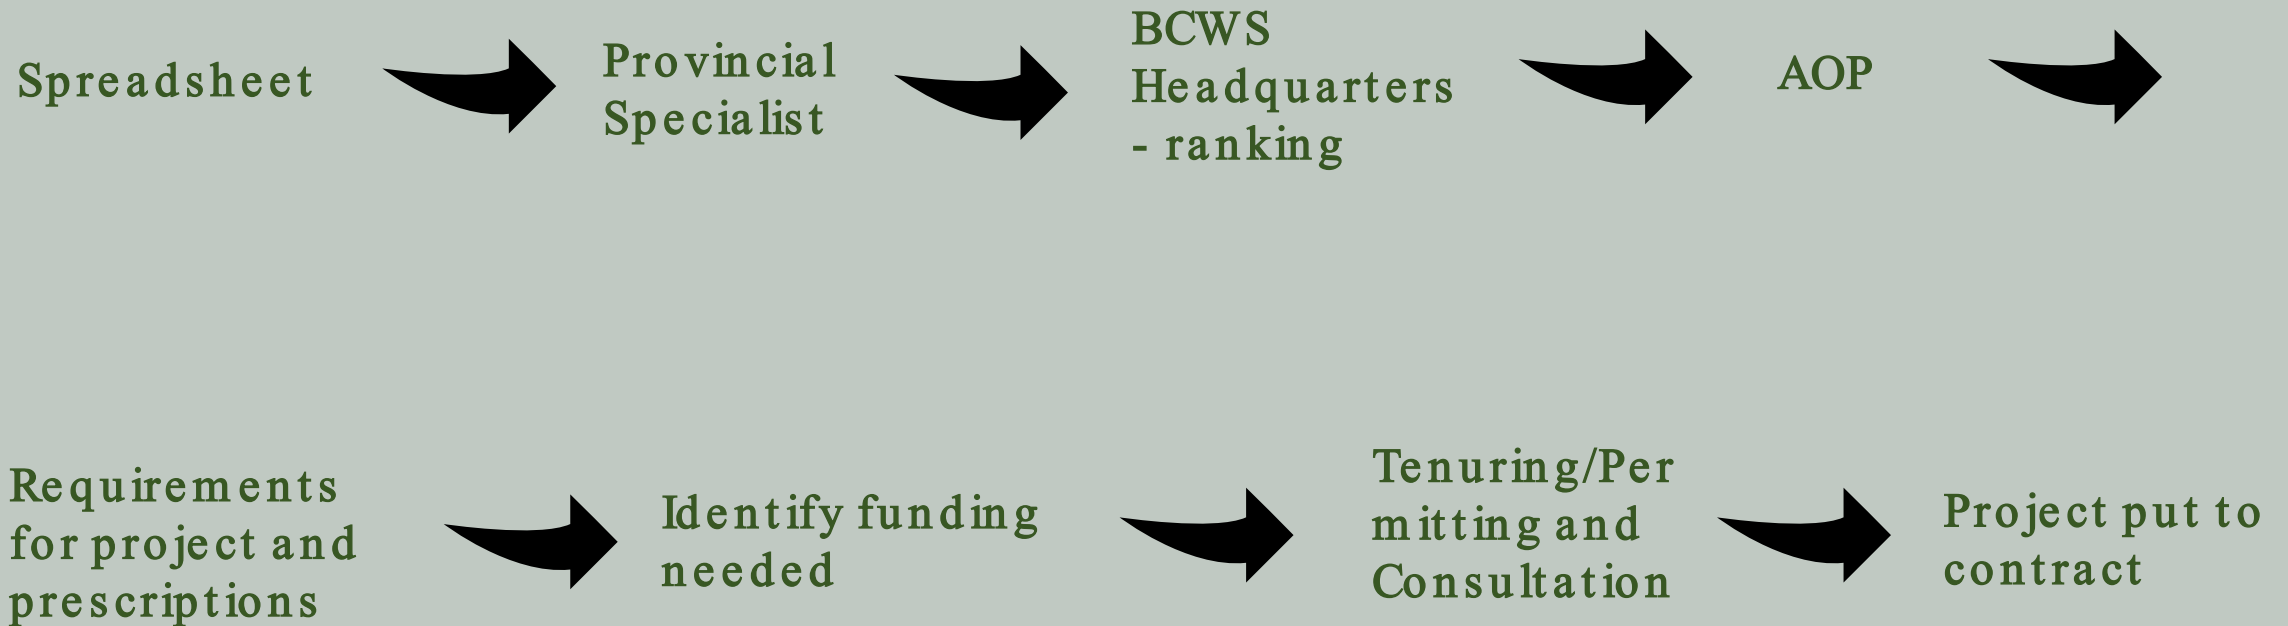 Spreadsheet
Provincial
Specialist
BCWS
Headquarters
- ranking
AOP
Requirements
for project and
prescriptions
Identify funding
needed
Tenuring/Per
mitting and
Consultation
Project put to
contract